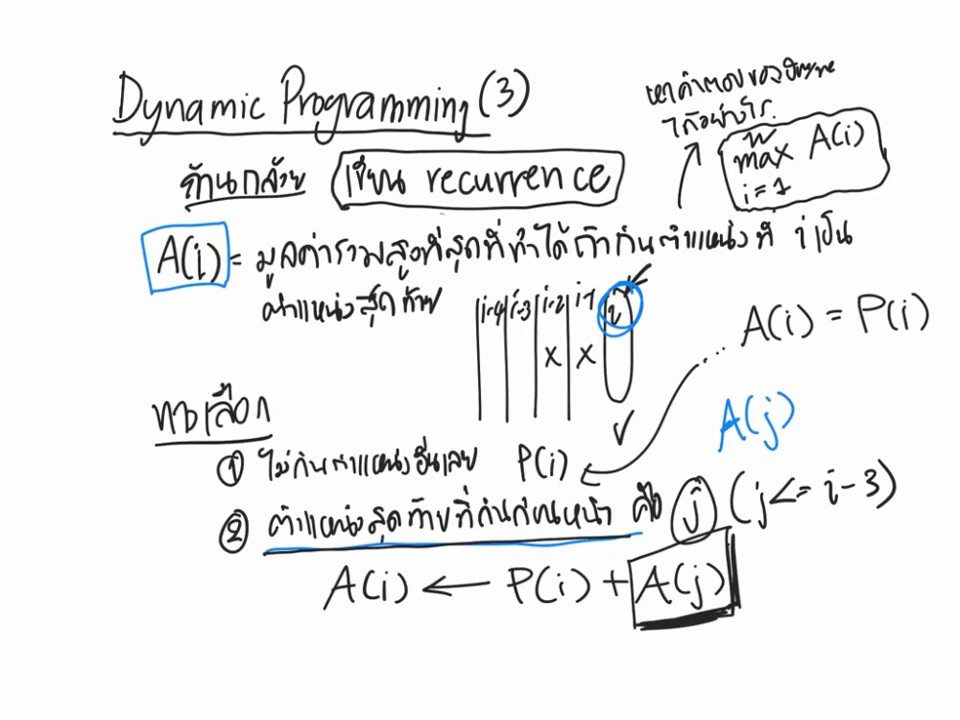 Dynamic Programming (3)
หาคำตอบของปัญหา
ได้อย่างไร
n
max A(i)
i=1
ร้านกล้วย เขียน recurrence
A(i) = มูลค่ารวมสูงที่สุดที่ทำได้ ถ้ากินตำแหน่งที่ i เป็น
ตำแหน่งสุดท้าย
i-4 i-3 i-2 i-1 i
x x
A(i) = P(i)
ทางเลือก
A(j)
① ไม่กินตำแหน่งอื่นเลย P(i)
② ตำแหน่งสุดท้ายที่กินก่อนหน้า คือ j (j<= i-3)
A(i) ← P(i) + A(j)